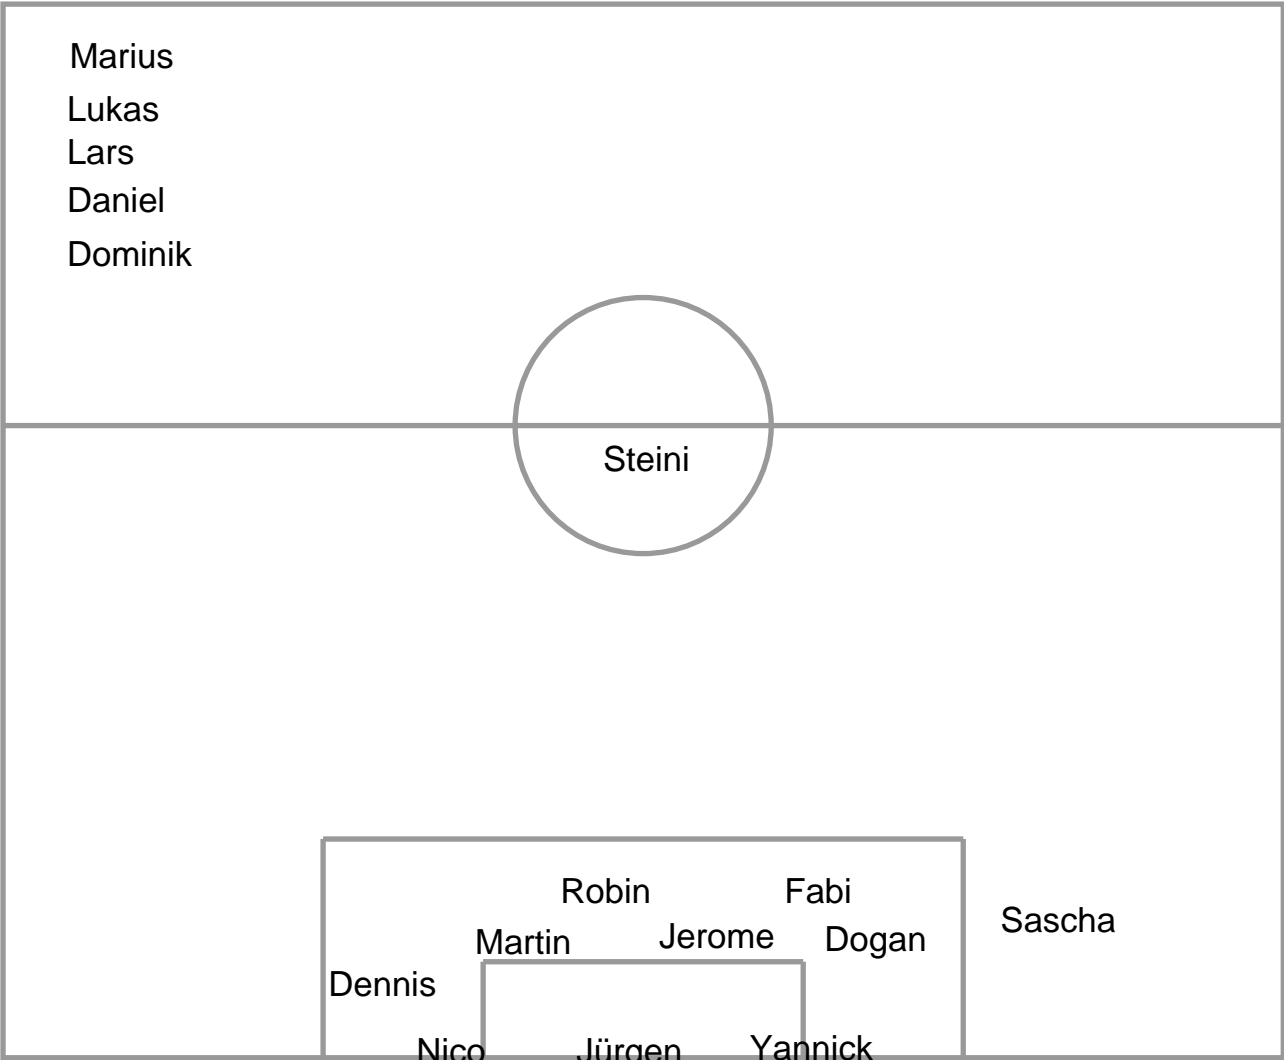 Marius
Lukas
Lars
Daniel
Dominik
Steini
Robin
Fabi
Sascha
Martin
Jerome
Dogan
Dennis
Nico
Jürgen
Yannick